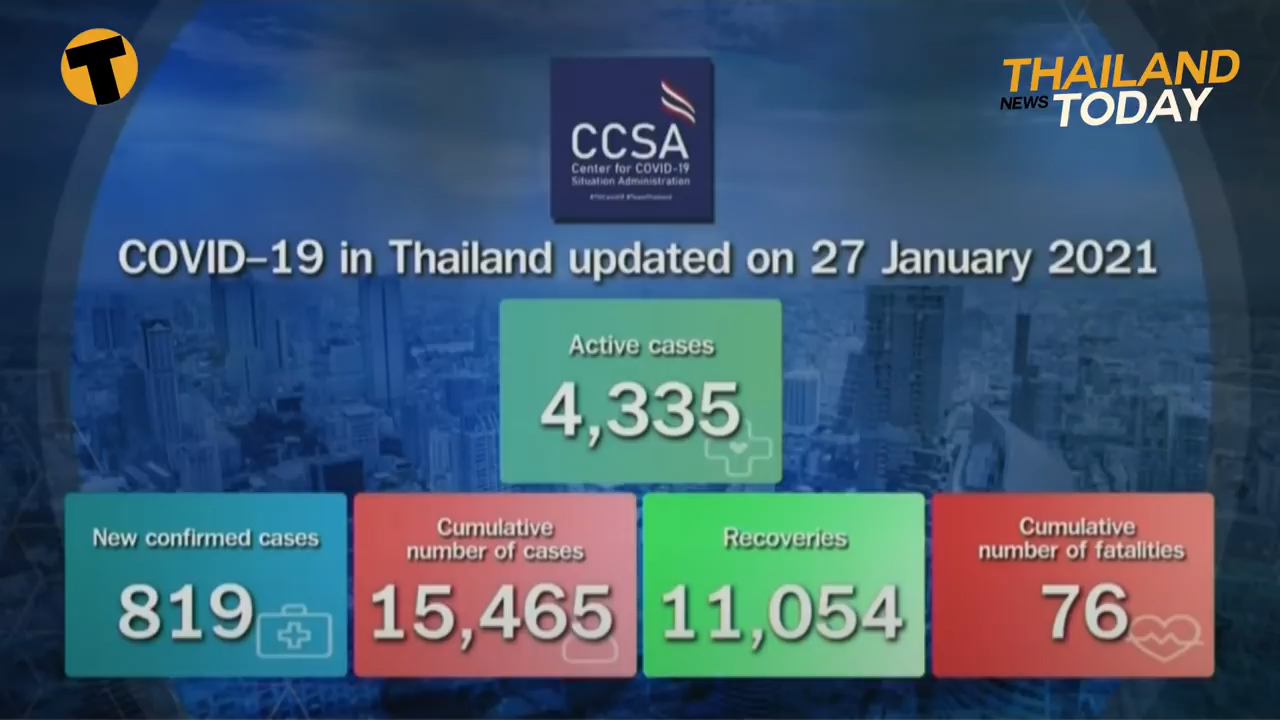 T
THAILAND
NEWS TODAY
CCSA
Center for COVID-19
Situation Administration
COVID-19 in Thailand updated on 27 January 2021
Active cases
4,335
New confirmed cases
819
Cumulative
number of cases
15,465
Recoveries
11,054
Cumulative
number of fatalities
76